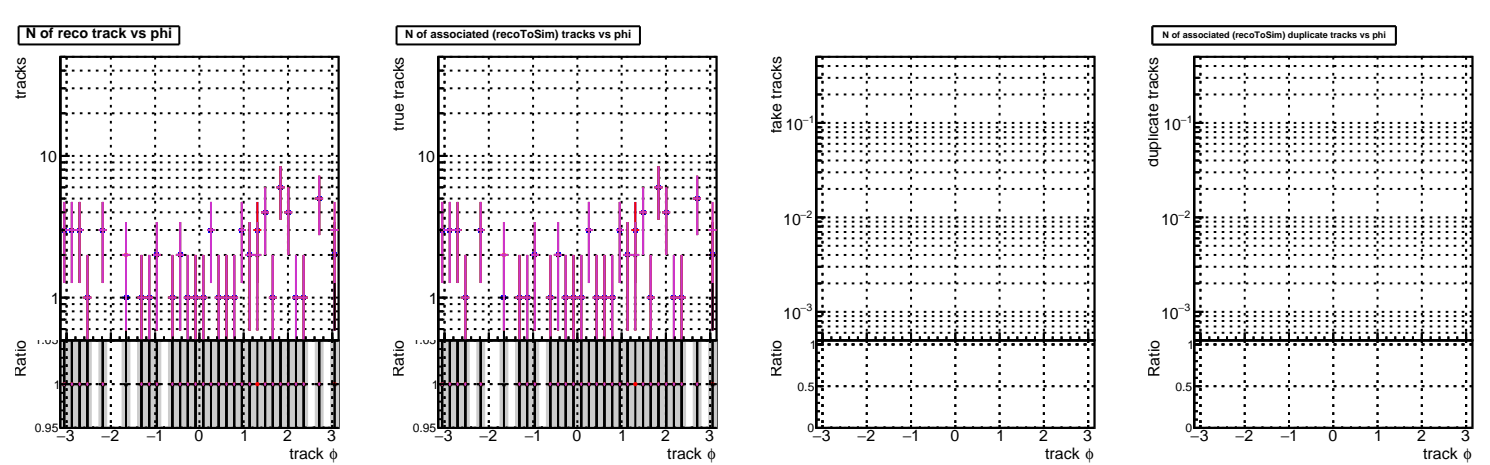 N of reco track vs phi
tracks
10
1
Ratio
1.05
1
0.95
−3 −2 −1 0 1 2 3
track ϕ
N of associated (recoToSim) tracks vs phi
true tracks
10
1
Ratio
1.05
1
0.95
−3 −2 −1 0 1 2 3
track ϕ
fake tracks
10−1
10−2
10−3
Ratio
1
0.5
0
−3 −2 −1 0 1 2 3
track ϕ
N of associated (recoToSim) duplicate tracks vs phi
duplicate tracks
10−1
10−2
10−3
Ratio
1
0.5
0
−3 −2 −1 0 1 2 3
track ϕ